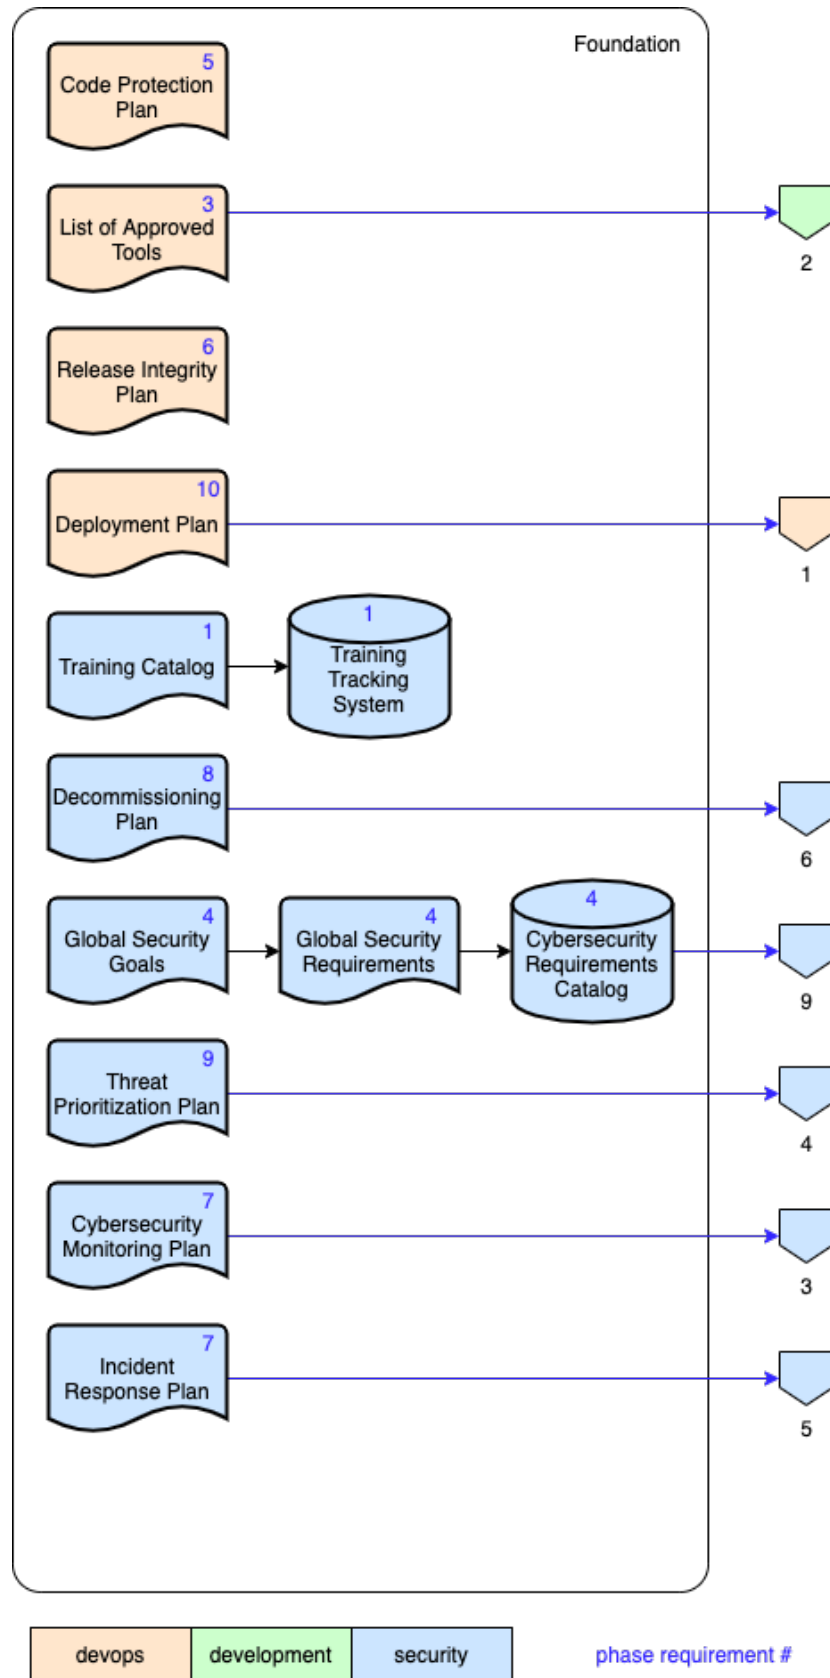 Foundation
5
Code Protection
Plan
3
List of Approved
Tools
2
6
Release Integrity
Plan
10
Deployment Plan
1
1
Training Catalog
1
Training
Tracking
System
8
Decommissioning
Plan
6
4
Global Security
Goals
4
Global Security
Requirements
4
Cybersecurity
Requirements
Catalog
9
9
Threat
Prioritization Plan
4
7
Cybersecurity
Monitoring Plan
3
7
Incident
Response Plan
5
devops
development
security
phase requirement #